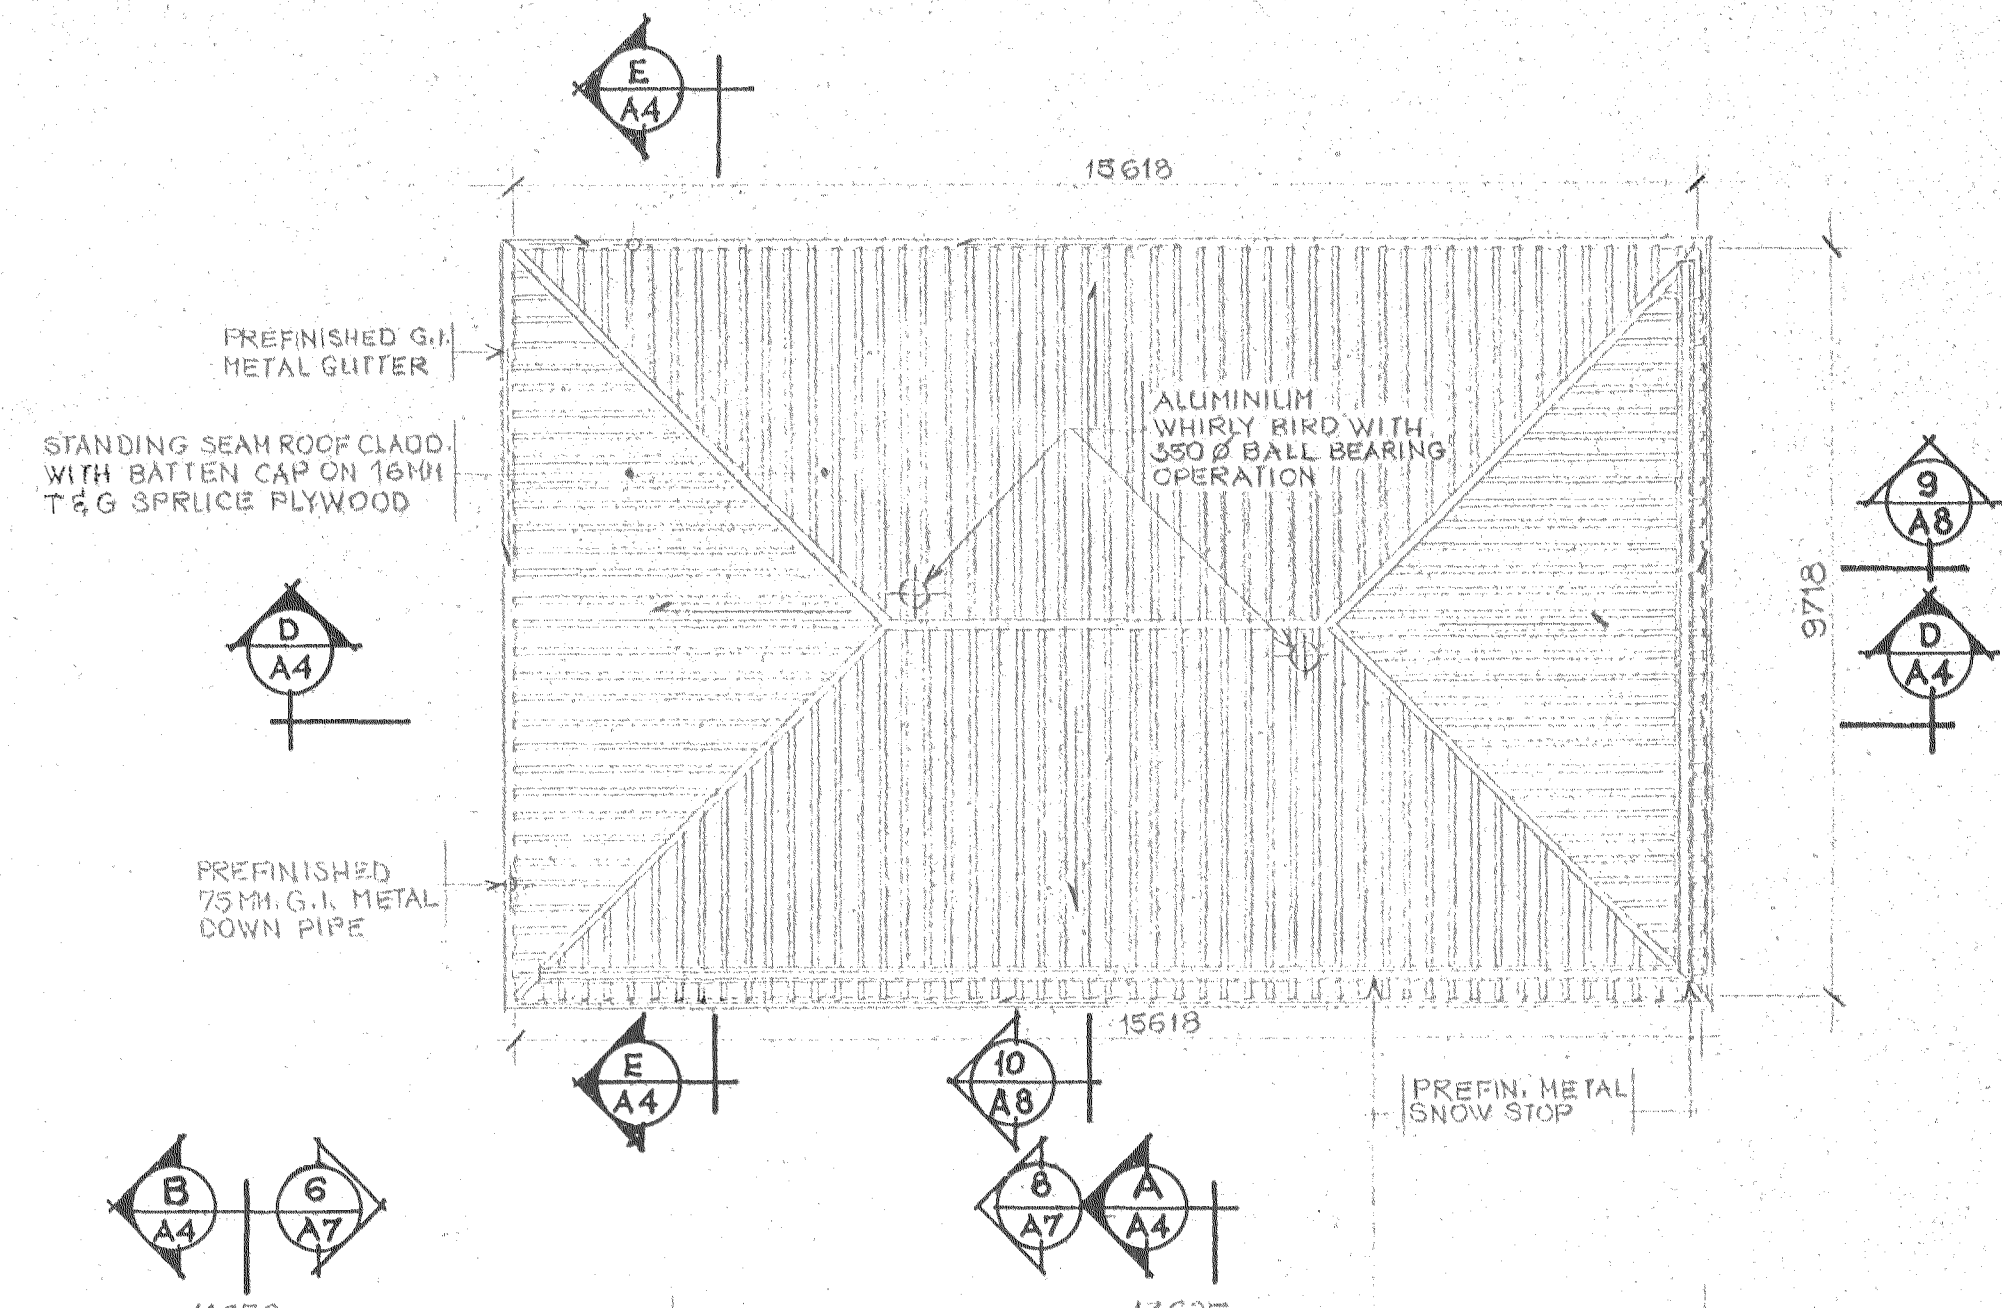 E
A4
15618
PREFINISHED G.I.
METAL GUTTER
ALUMINIUM
WHIRLY BIRD WITH
350 Ø BALL BEARING
OPERATION
STANDING SEAM ROOF CLADD.
WITH BATTEN CAP ON 16MM
T & G SPRUCE PLYWOOD
9
A8
9718
D
A4
D
A4
PREFINISHED
75 MM. G.I. METAL
DOWN PIPE
15618
E
A4
10
A8
PREFIN. METAL
SNOW STOP
B
A4
6
A7
8
A7
A
A4